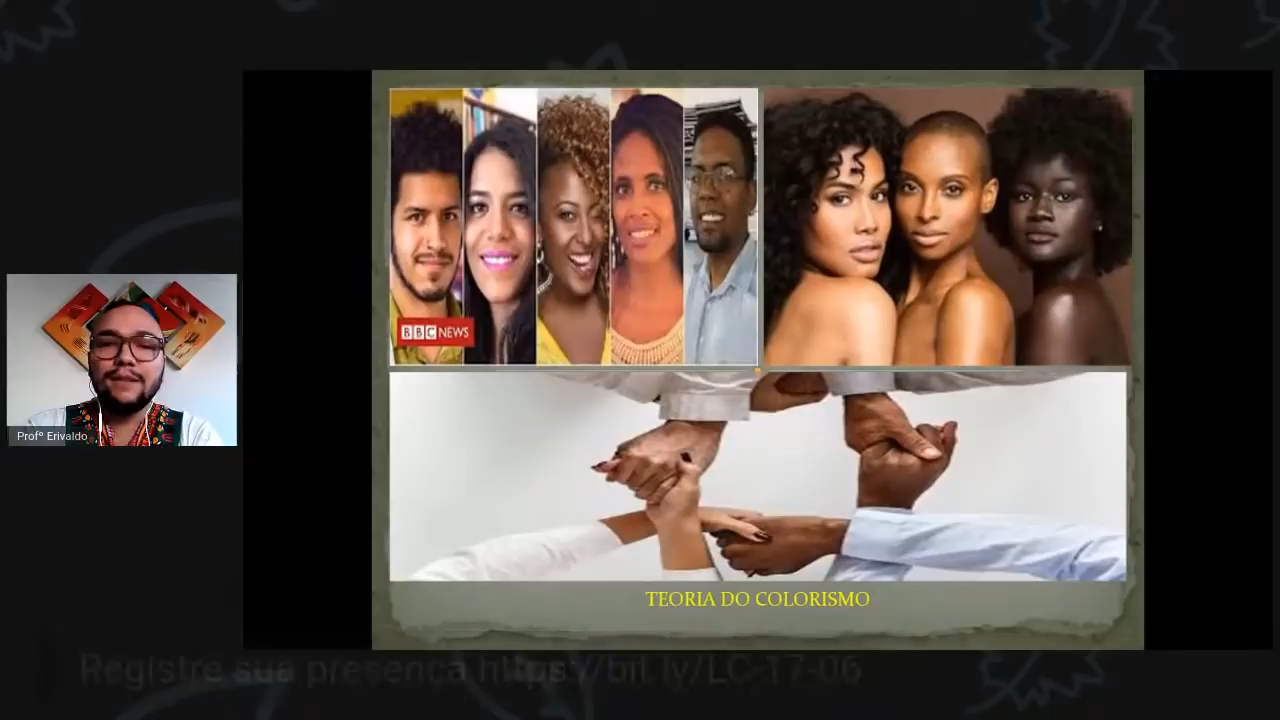 BBC NEWS
Profº Erivaldo
TEORIA DO COLORISMO
Registre sua presença https://bit.ly/LC-17-06